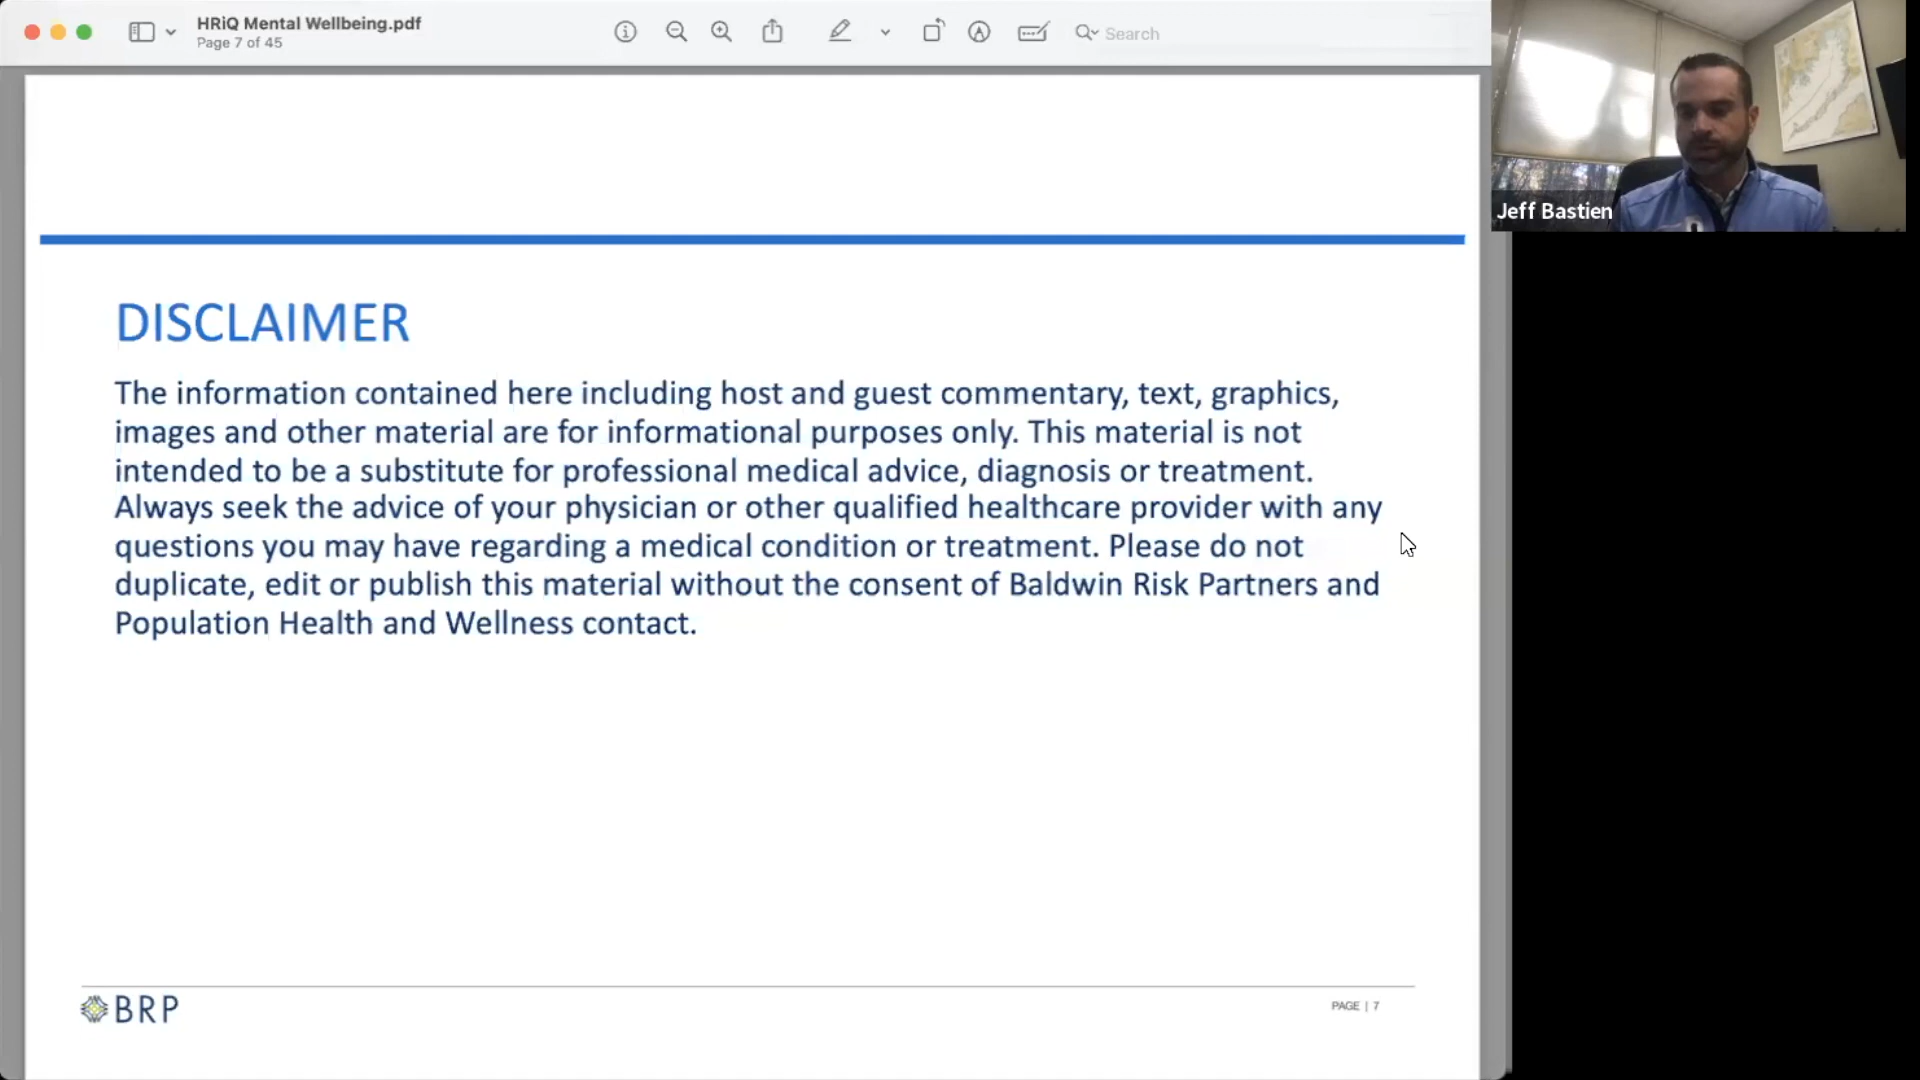 HRiQ Mental Wellbeing.pdf
Page 7 of 45
Search
Jeff Bastien
DISCLAIMER
The information contained here including host and guest commentary, text, graphics,
images and other material are for informational purposes only. This material is not
intended to be a substitute for professional medical advice, diagnosis or treatment.
Always seek the advice of your physician or other qualified healthcare provider with any
questions you may have regarding a medical condition or treatment. Please do not
duplicate, edit or publish this material without the consent of Baldwin Risk Partners and
Population Health and Wellness contact.
BRP
PAGE | 7